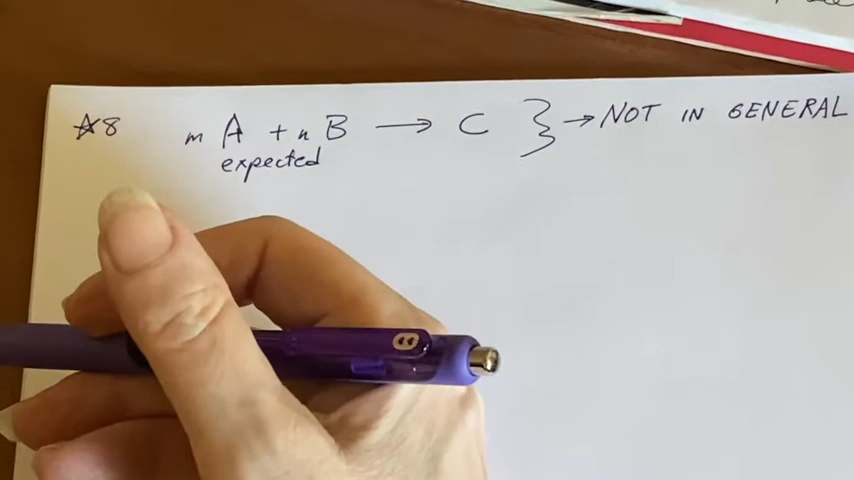 ☆8 m A + n B → C } → NOT IN GENERAL
expected